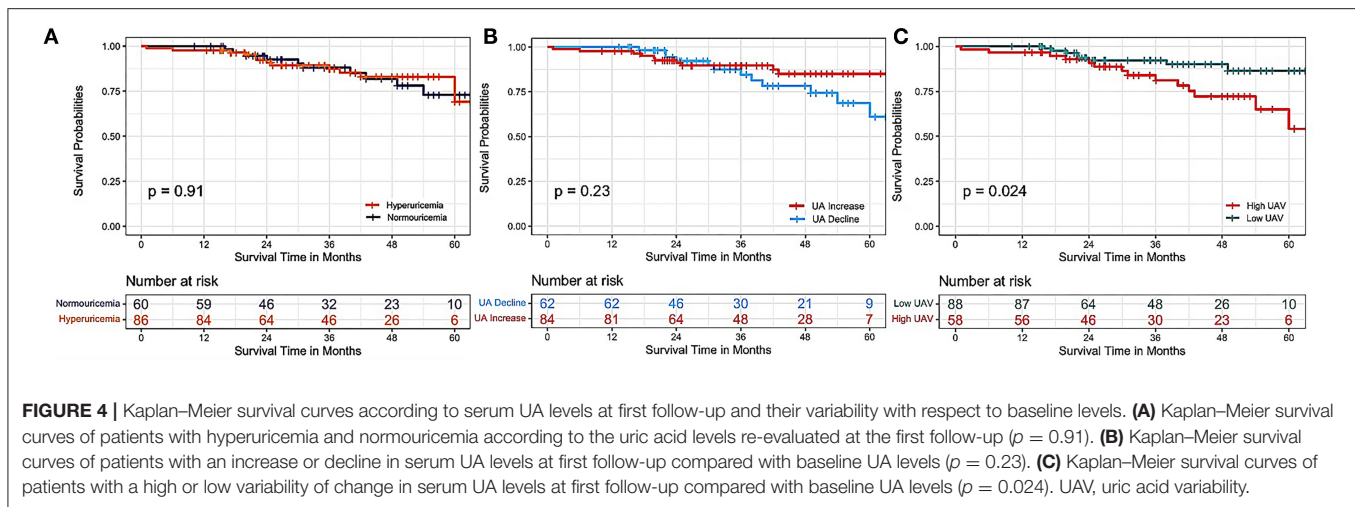 A
Survival Probabilities
1.00
0.75
0.50
0.25
0.00
p = 0.91
Hyperuricemia
Normouricemia
0 12 24 36 48 60
Survival Time in Months
Number at risk
Normouricemia 60 59 46 32 23 10
Hyperuricemia 86 84 64 46 26 6
0 12 24 36 48 60
Survival Time in Months
B
Survival Probabilities
1.00
0.75
0.50
0.25
0.00
p = 0.23
UA Increase
UA Decline
0 12 24 36 48 60
Survival Time in Months
Number at risk
UA Decline 62 62 46 30 21 9
UA Increase 84 81 64 48 28 7
0 12 24 36 48 60
Survival Time in Months
C
Survival Probabilities
1.00
0.75
0.50
0.25
0.00
p = 0.024
High UAV
Low UAV
0 12 24 36 48 60
Survival Time in Months
Number at risk
Low UAV 88 87 64 48 26 10
High UAV 58 56 46 30 23 6
0 12 24 36 48 60
Survival Time in Months
FIGURE 4 | Kaplan–Meier survival curves according to serum UA levels at first follow-up and their variability with respect to baseline levels. (A) Kaplan–Meier survival
curves of patients with hyperuricemia and normouricemia according to the uric acid levels re-evaluated at the first follow-up (p = 0.91). (B) Kaplan–Meier survival
curves of patients with an increase or decline in serum UA levels at first follow-up compared with baseline UA levels (p = 0.23). (C) Kaplan–Meier survival curves of
patients with a high or low variability of change in serum UA levels at first follow-up compared with baseline UA levels (p = 0.024). UAV, uric acid variability.